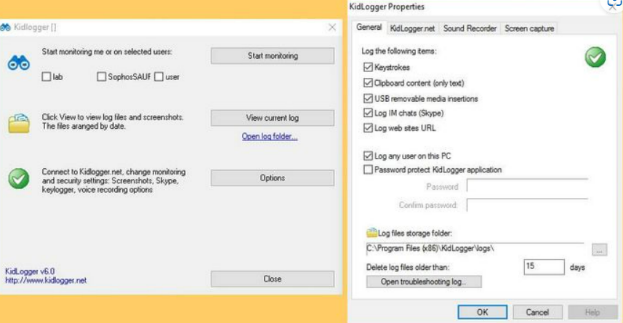 Kidlogger []
Start monitoring me or on selected users:
lab
SophosSAUF
user
Start monitoring
Click View to view log files and screenshots.
The files aranged by date.
View current log
Open log folder...
Connect to Kidlogger.net, change monitoring
and security settings: Screenshots, Skype,
keylogger, voice recording options
Options
KidLogger v6.0
http://www.kidlogger.net
Close
KidLogger Properties
General
KidLogger.net
Sound Recorder
Screen capture
Log the following items:
Keystrokes
Clipboard content (only text)
USB removable media insertions
Log IM chats (Skype)
Log web sites URL
Log any user on this PC
Password protect KidLogger application
Password
Confirm password:
Log files storage folder:
C:\Program Files (x86)\KidLogger\logs\
...
Delete log files older than:
15
days
Open troubleshooting log...
OK
Cancel
Help